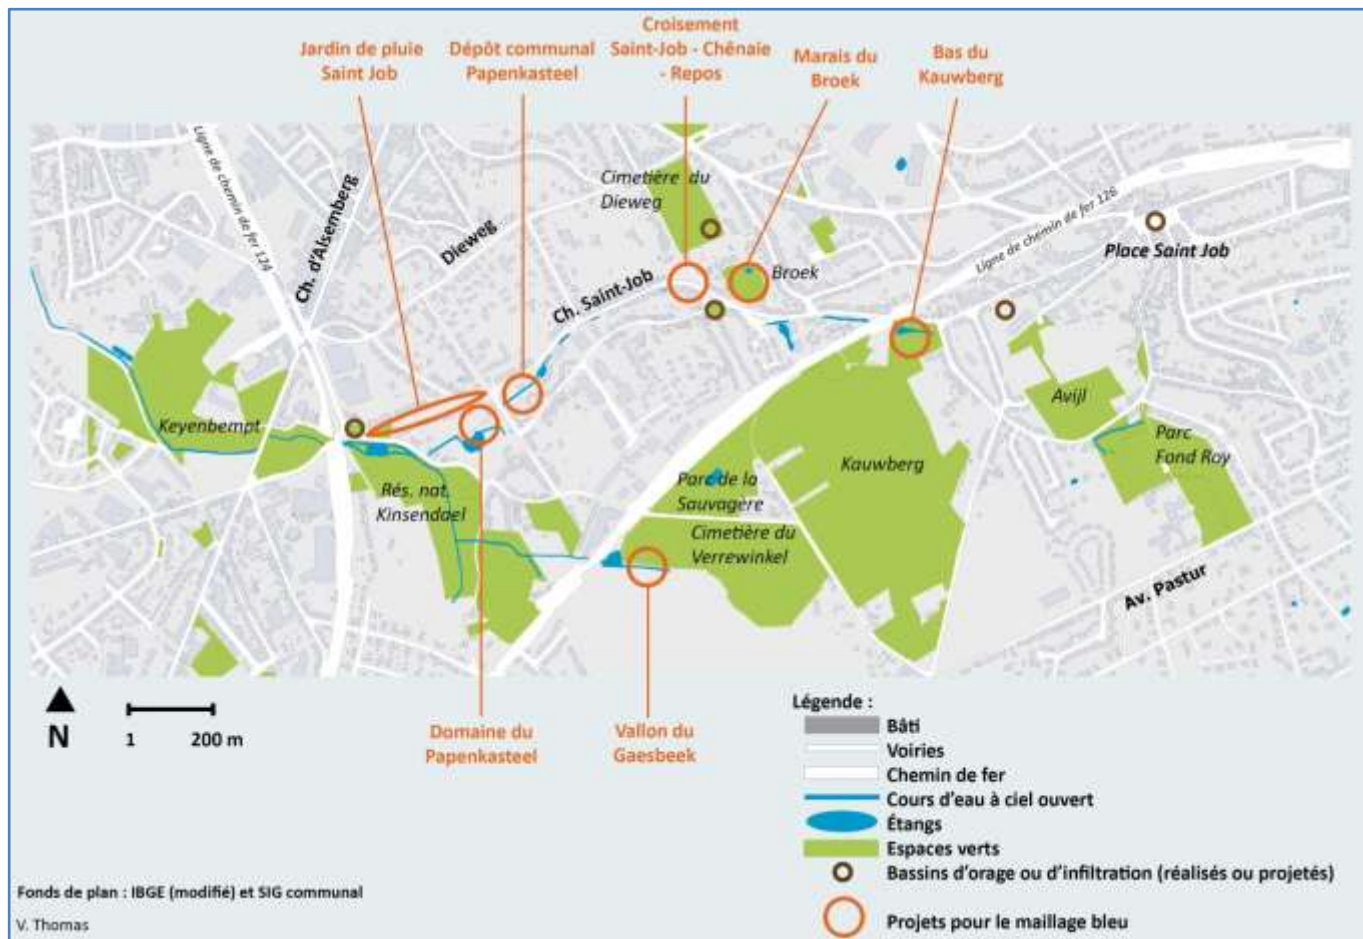 Croisement
Saint-Job - Chênaie
- Repos
Jardin de pluie
Saint Job
Dépôt communal
Papenkasteel
Marais du
Broek
Bas du
Kauwberg
Ligne de chemin de fer 124
Ch. d'Alsemberg
Dieweg
Cimetière du
Dieweg
Ch. Saint-Job
Broek
Ligne de chemin de fer 126
Place Saint Job
Keyenbempt
Rés. nat.
Kinsendael
Parc de la
Sauvagère
Cimetière du
Verrewinkel
Kauwberg
Avijl
Parc
Fond Roy
Av. Pastur
N
1 200 m
Domaine du
Papenkasteel
Vallon du
Gaesbeek
Légende :
Bâti
Voiries
Chemin de fer
Cours d'eau à ciel ouvert
Étangs
Espaces verts
Bassins d'orage ou d'infiltration (réalisés ou projetés)
Projets pour le maillage bleu
Fonds de plan : IBGE (modifié) et SIG communal
V. Thomas